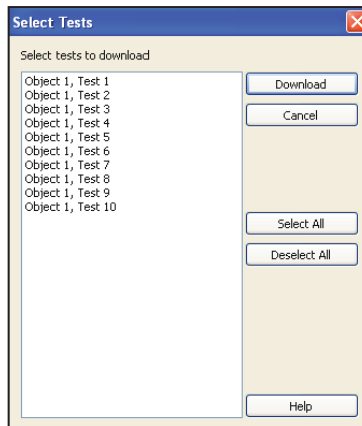 Select Tests
Select tests to download
Object 1, Test 1
Object 1, Test 2
Object 1, Test 3
Object 1, Test 4
Object 1, Test 5
Object 1, Test 6
Object 1, Test 7
Object 1, Test 8
Object 1, Test 9
Object 1, Test 10
Download
Cancel
Select All
Deselect All
Help